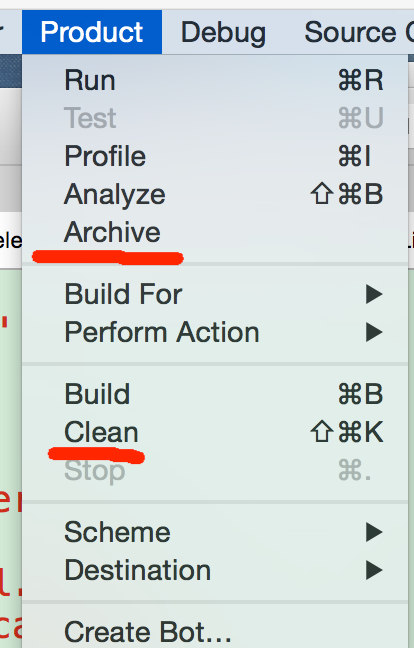 Product Debug Source
Run ⌘R
Test ⌘U
Profile ⌘I
Analyze ⇧⌘B
Archive
Build For ▶
Perform Action ▶
Build ⌘B
Clean ⇧⌘K
Stop ⌘.
Scheme ▶
Destination ▶
Create Bot…